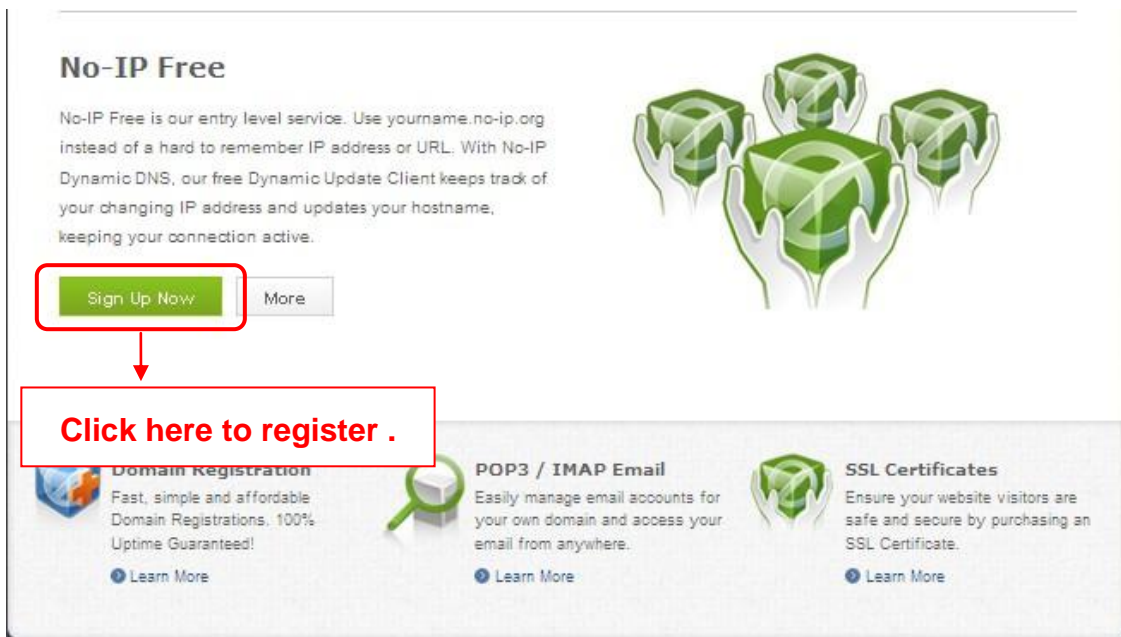 No-IP Free
No-IP Free is our entry level service. Use yourname.no-ip.org
instead of a hard to remember IP address or URL. With No-IP
Dynamic DNS, our free Dynamic Update Client keeps track of
your changing IP address and updates your hostname,
keeping your connection active.
Sign Up Now
More
Click here to register .
Domain Registration
Fast, simple and affordable
Domain Registrations, 100%
Uptime Guaranteed!
Learn More
POP3 / IMAP Email
Easily manage email accounts for
your own domain and access your
email from anywhere.
Learn More
SSL Certificates
Ensure your website visitors are
safe and secure by purchasing an
SSL Certificate.
Learn More